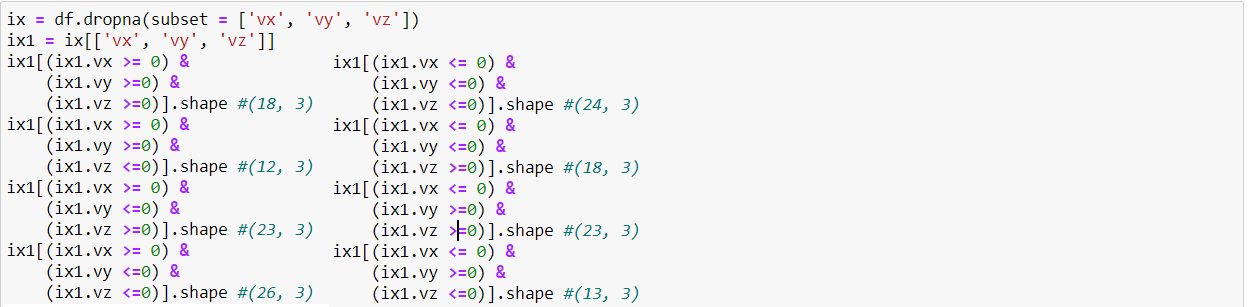 ix = df.dropna(subset = ['vx', 'vy', 'vz'])
ix1 = ix[['vx', 'vy', 'vz']]
ix1[(ix1.vx >= 0) &
(ix1.vy >=0) &
(ix1.vz >=0)].shape #(18, 3)
ix1[(ix1.vx >= 0) &
(ix1.vy >=0) &
(ix1.vz <=0)].shape #(12, 3)
ix1[(ix1.vx >= 0) &
(ix1.vy <=0) &
(ix1.vz >=0)].shape #(23, 3)
ix1[(ix1.vx >= 0) &
(ix1.vy <=0) &
(ix1.vz <=0)].shape #(26, 3)
ix1[(ix1.vx <= 0) &
(ix1.vy <=0) &
(ix1.vz <=0)].shape #(24, 3)
ix1[(ix1.vx <= 0) &
(ix1.vy <=0) &
(ix1.vz >=0)].shape #(18, 3)
ix1[(ix1.vx <= 0) &
(ix1.vy >=0) &
(ix1.vz >=0)].shape #(23, 3)
ix1[(ix1.vx <= 0) &
(ix1.vy >=0) &
(ix1.vz <=0)].shape #(13, 3)